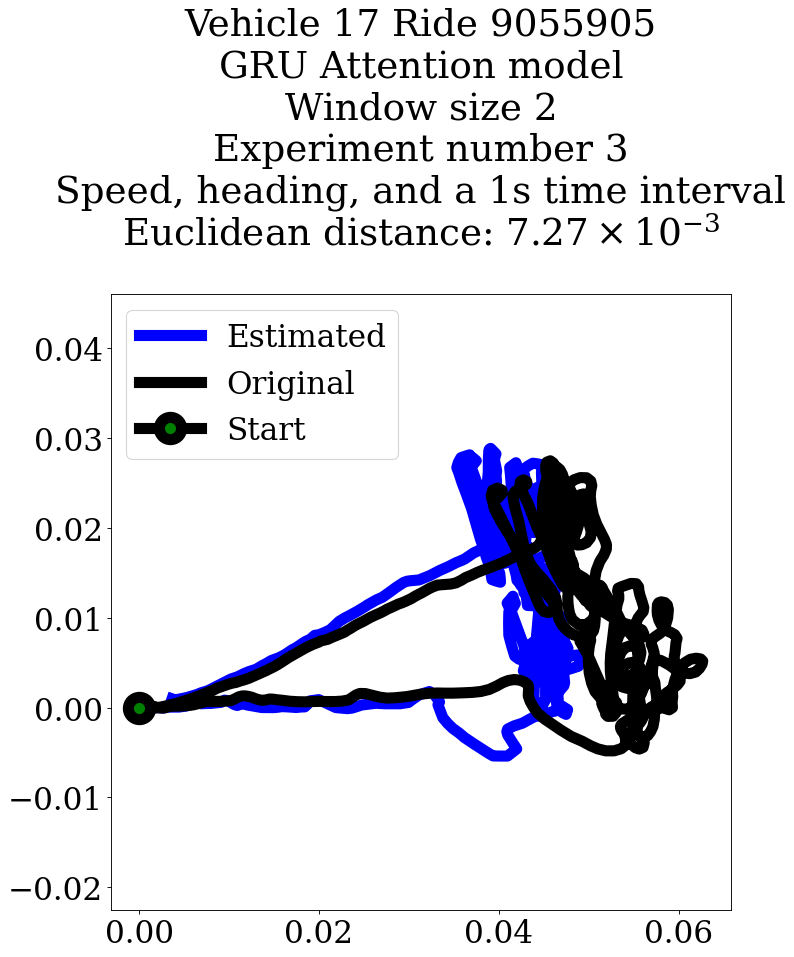 Vehicle 17 Ride 9055905
GRU Attention model
Window size 2
Experiment number 3
Speed, heading, and a 1s time interval
Euclidean distance: 7.27 × 10⁻³
Estimated
Original
Start
0.04
0.03
0.02
0.01
0.00
−0.01
−0.02
0.00 0.02 0.04 0.06